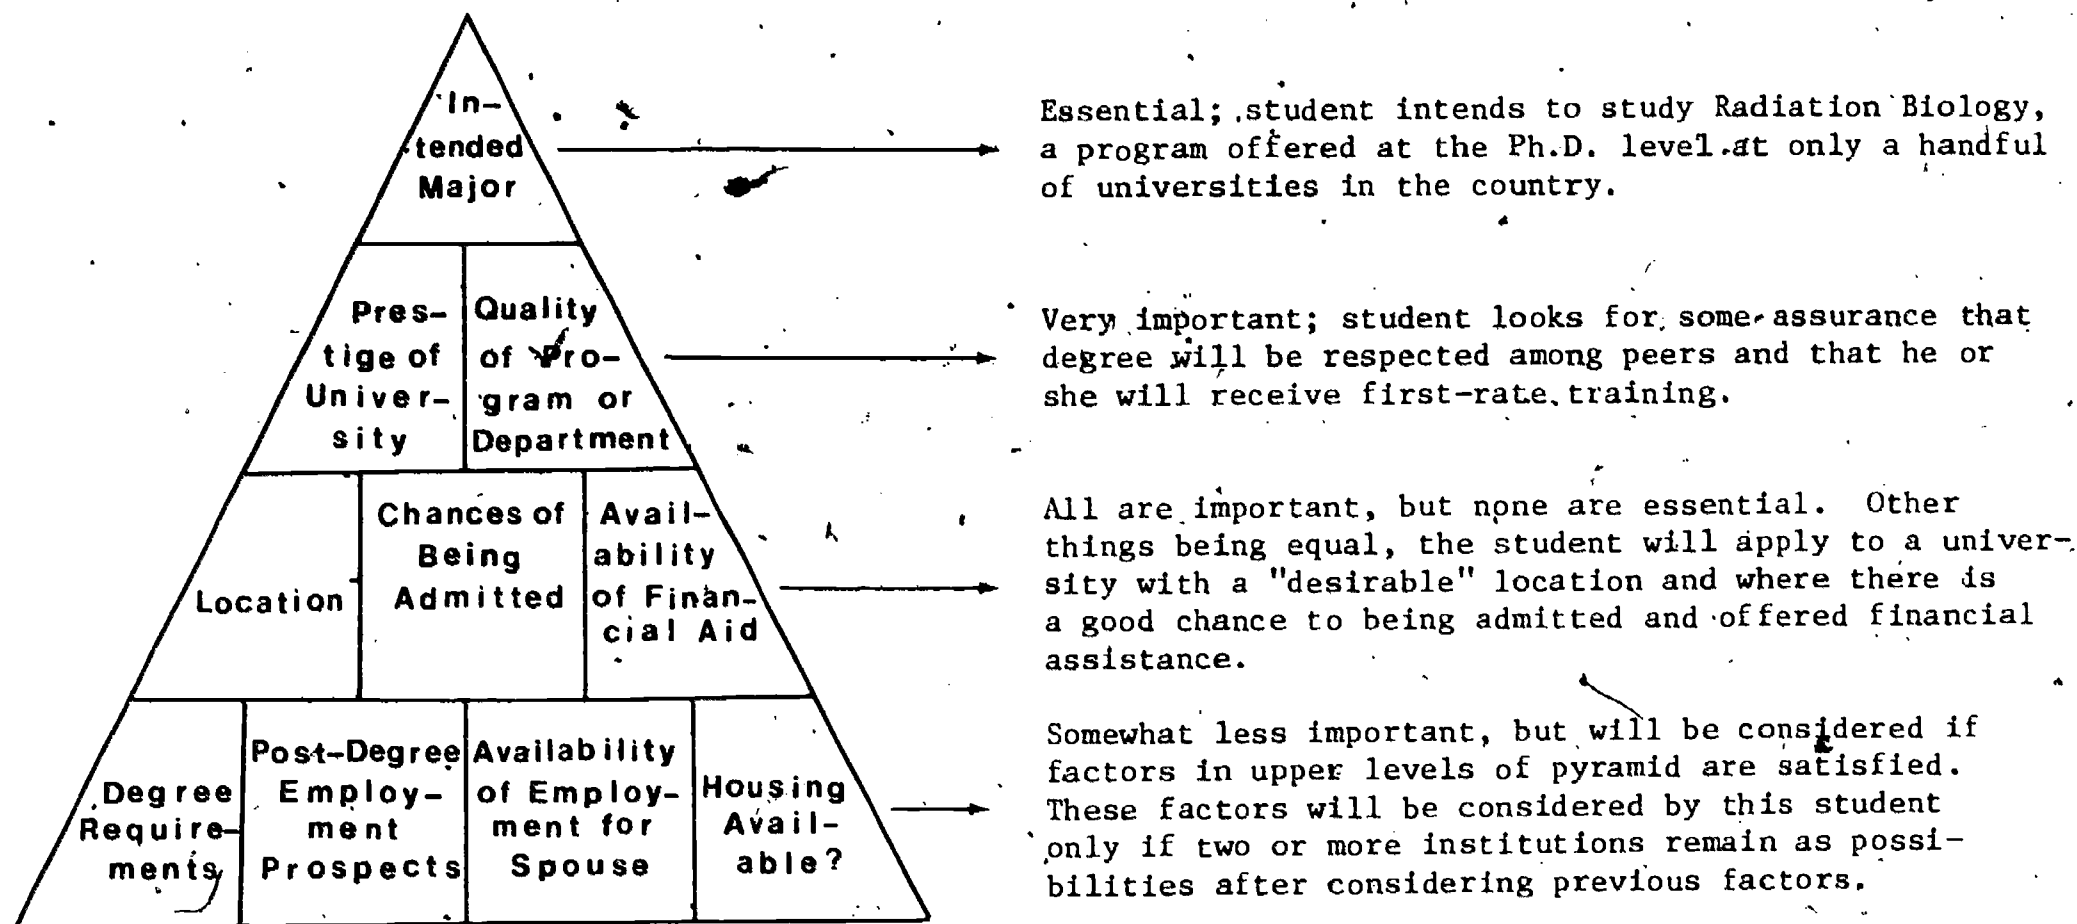 In-
tended
Major
Essential; student intends to study Radiation Biology,
a program offered at the Ph.D. level at only a handful
of universities in the country.
Pres-
tige of
Univer-
sity
Quality
of Pro-
gram or
Department
Very important; student looks for some assurance that
degree will be respected among peers and that he or
she will receive first-rate training.
Location
Chances of
Being
Admitted
Avail-
ability
of Finan-
cial Aid
All are important, but none are essential. Other
things being equal, the student will apply to a univer-
sity with a "desirable" location and where there is
a good chance to being admitted and offered financial
assistance.
Degree
Require-
ments
Post-Degree
Employ-
ment
Prospects
Availability
of Employ-
ment for
Spouse
Housing
Avail-
able?
Somewhat less important, but will be considered if
factors in upper levels of pyramid are satisfied.
These factors will be considered by this student
only if two or more institutions remain as possi-
bilities after considering previous factors.